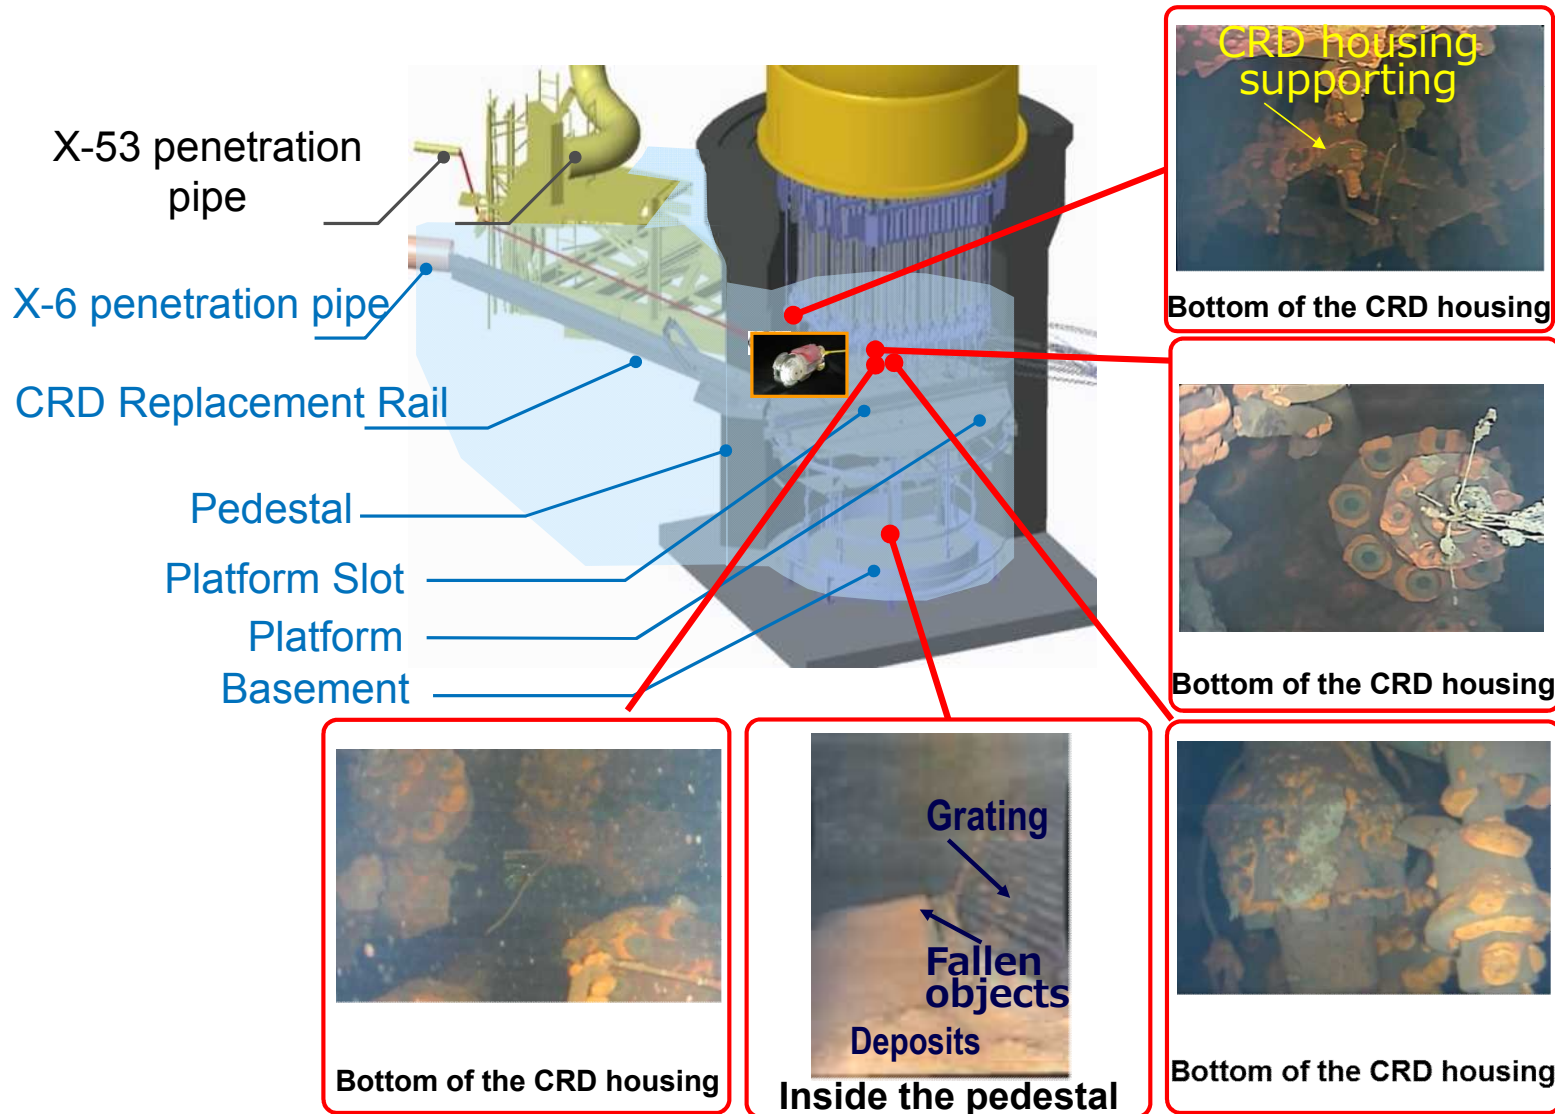 X-53 penetration
pipe
X-6 penetration pipe
CRD Replacement Rail
Pedestal
Platform Slot
Platform
Basement
CRD housing
supporting
Bottom of the CRD housing
Bottom of the CRD housing
Bottom of the CRD housing
Grating
Fallen
objects
Deposits
Inside the pedestal
Bottom of the CRD housing